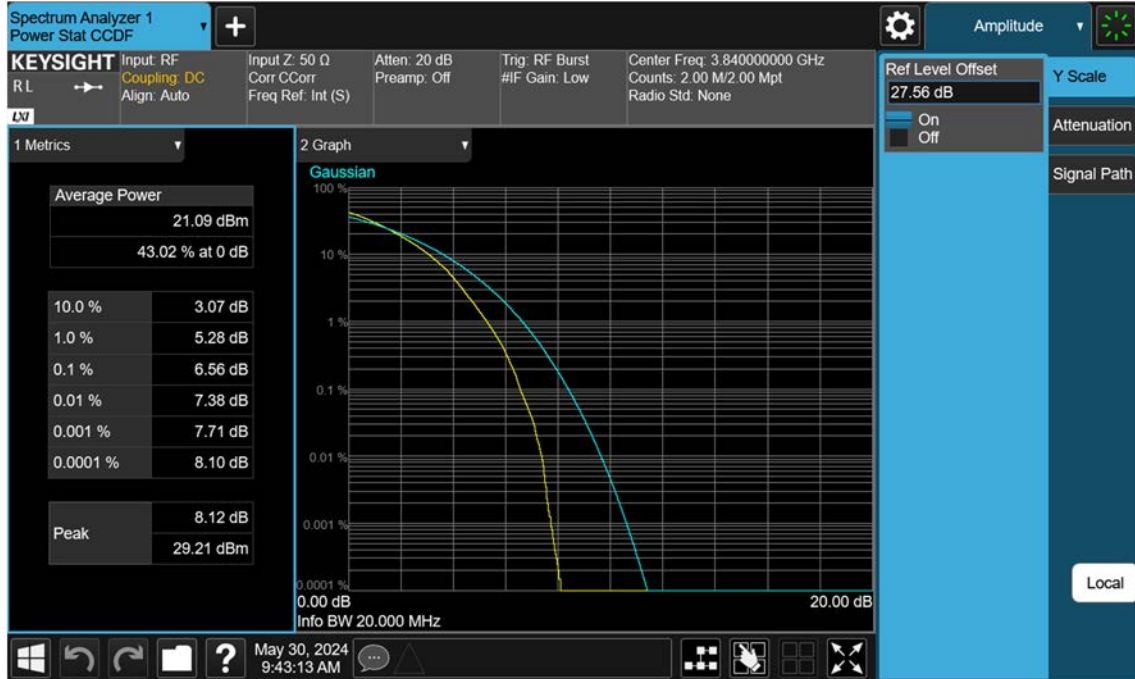 Spectrum Analyzer 1
Power Stat CCDF
Amplitude
KEYSIGHT
R L
LXI
Input: RF
Coupling: DC
Align: Auto
Input Z: 50 Ω
Corr CCorr
Freq Ref: Int (S)
Atten: 20 dB
Preamp: Off
Trig: RF Burst
#IF Gain: Low
Center Freq: 3.840000000 GHz
Counts: 2.00 M/2.00 Mpt
Radio Std: None
Ref Level Offset
27.56 dB
On
Off
Y Scale
Attenuation
Signal Path
Local
1 Metrics
Average Power
21.09 dBm
43.02 % at 0 dB
10.0 % 3.07 dB
1.0 % 5.28 dB
0.1 % 6.56 dB
0.01 % 7.38 dB
0.001 % 7.71 dB
0.0001 % 8.10 dB
Peak 8.12 dB
29.21 dBm
2 Graph
Gaussian
100 %
10 %
1 %
0.1 %
0.01 %
0.001 %
0.0001 %
0.00 dB 20.00 dB
Info BW 20.000 MHz
?
May 30, 2024
9:43:13 AM